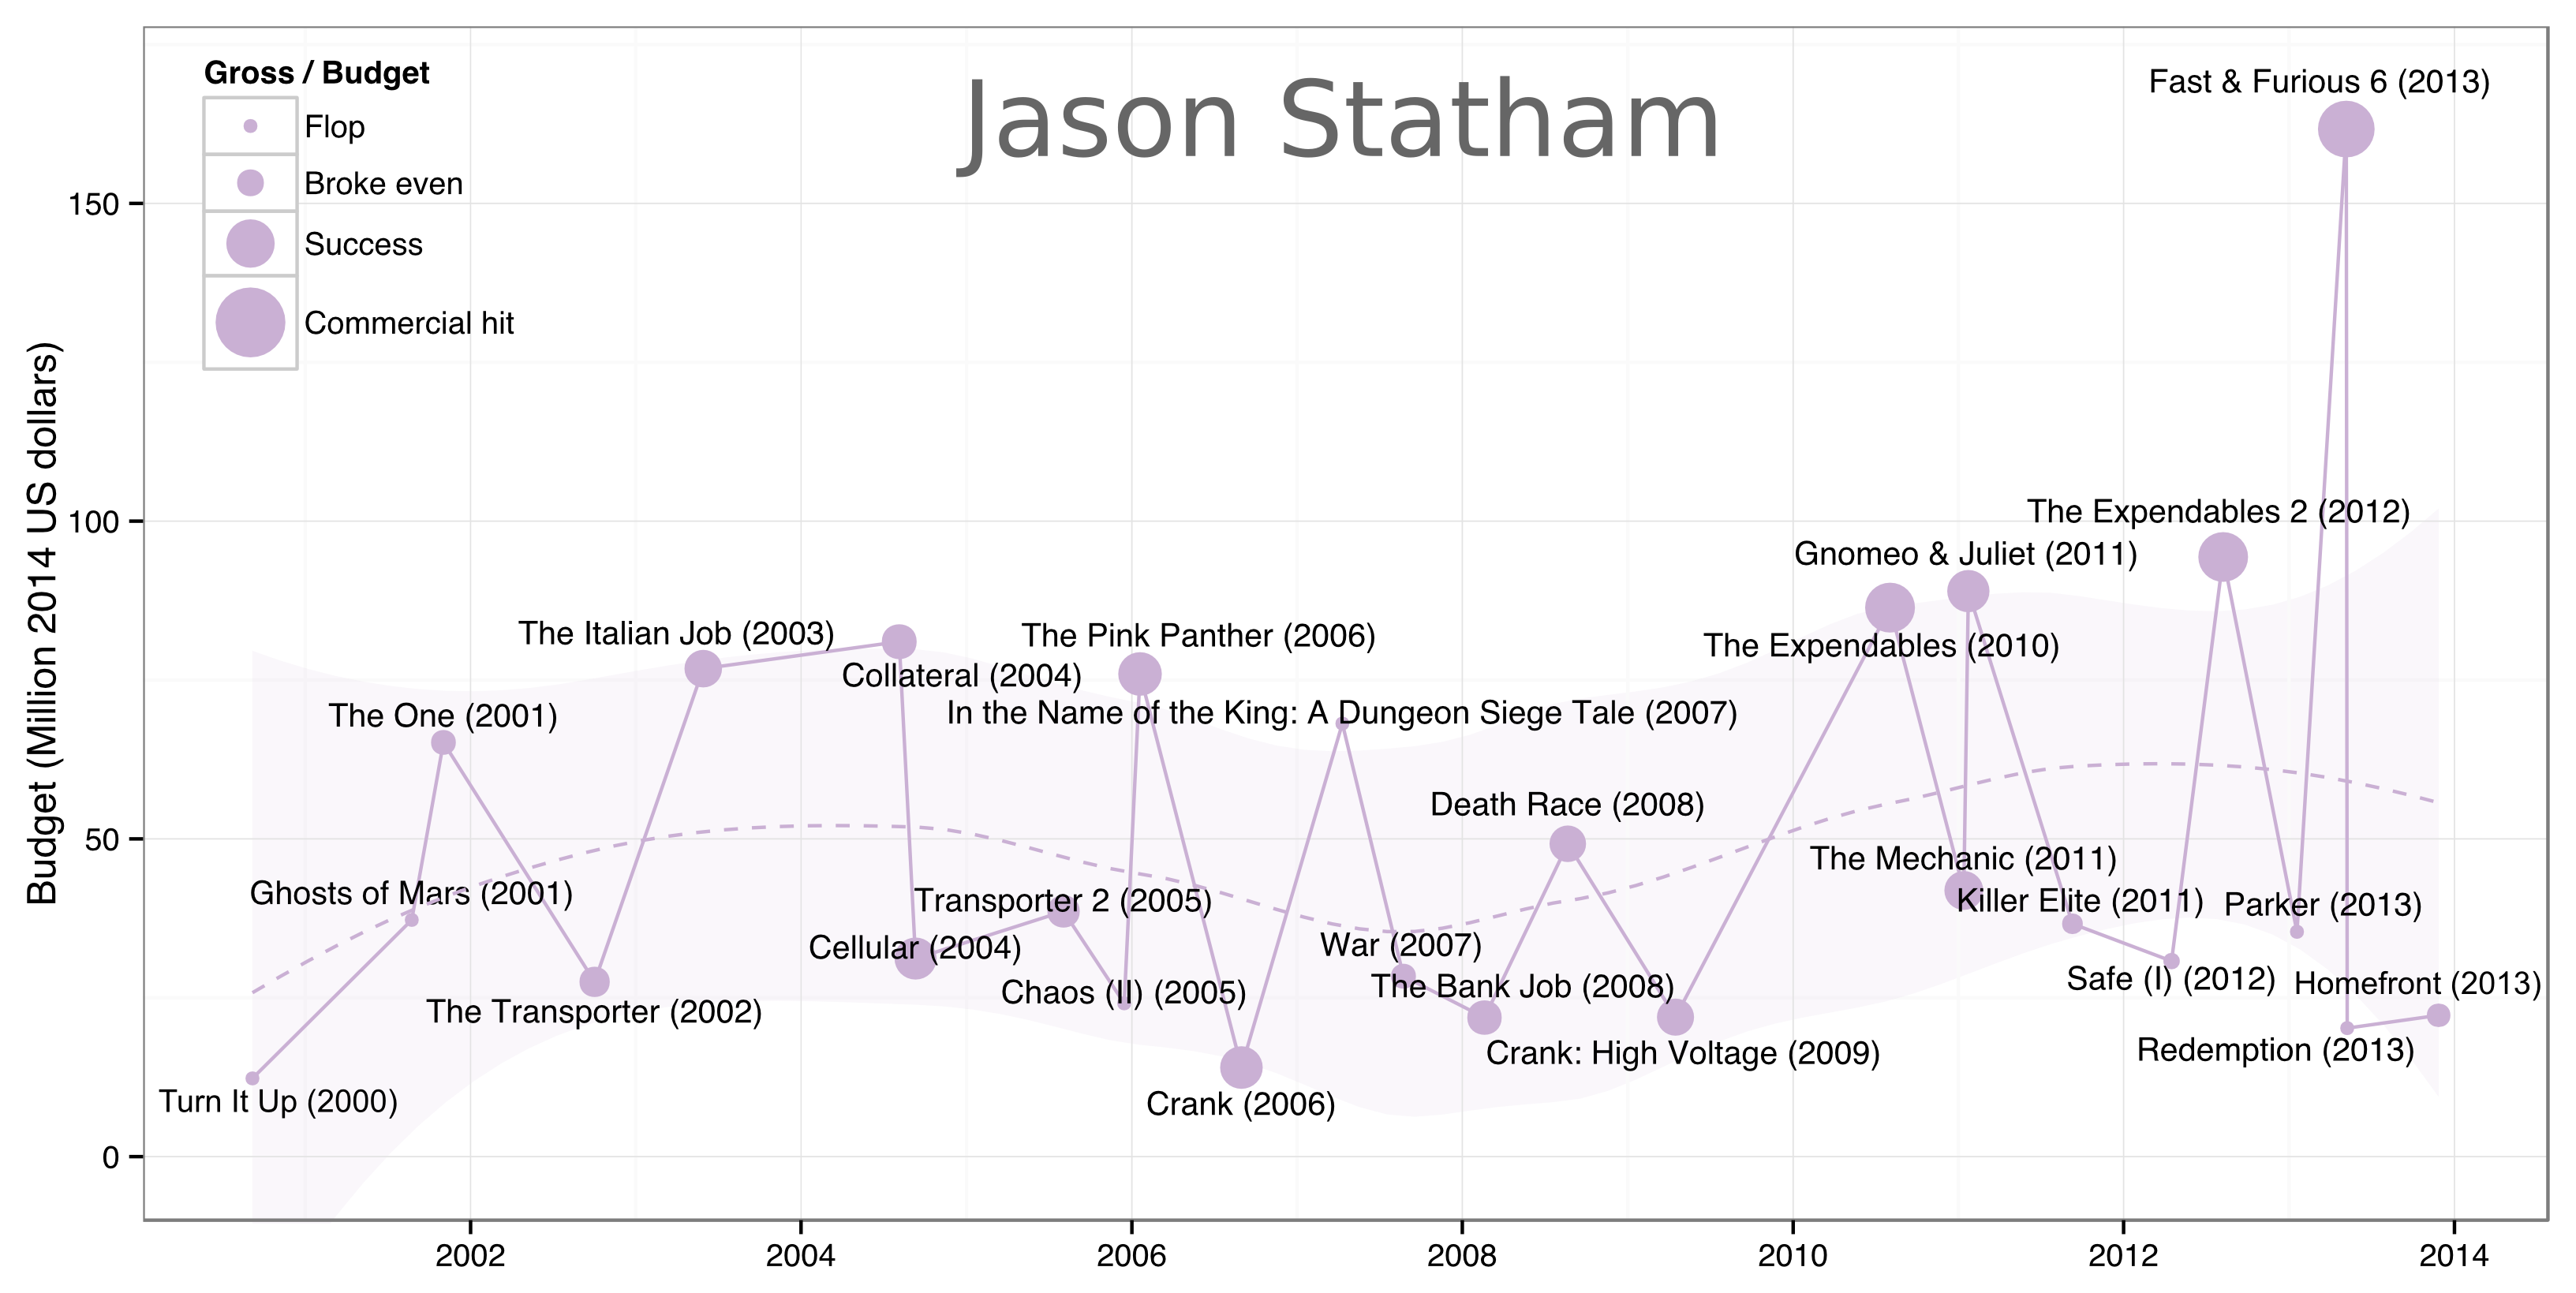 Jason Statham
Gross / Budget
Flop
Broke even
Success
Commercial hit
Budget (Million 2014 US dollars)
150
100
50
0
Fast & Furious 6 (2013)
The Expendables 2 (2012)
Gnomeo & Juliet (2011)
The Italian Job (2003)
The Pink Panther (2006)
The Expendables (2010)
Collateral (2004)
The One (2001)
In the Name of the King: A Dungeon Siege Tale (2007)
Death Race (2008)
The Mechanic (2011)
Ghosts of Mars (2001)
Transporter 2 (2005)
Killer Elite (2011)
Parker (2013)
Cellular (2004)
War (2007)
The Bank Job (2008)
Safe (I) (2012)
Homefront (2013)
Chaos (II) (2005)
The Transporter (2002)
Crank: High Voltage (2009)
Redemption (2013)
Turn It Up (2000)
Crank (2006)
2002
2004
2006
2008
2010
2012
2014